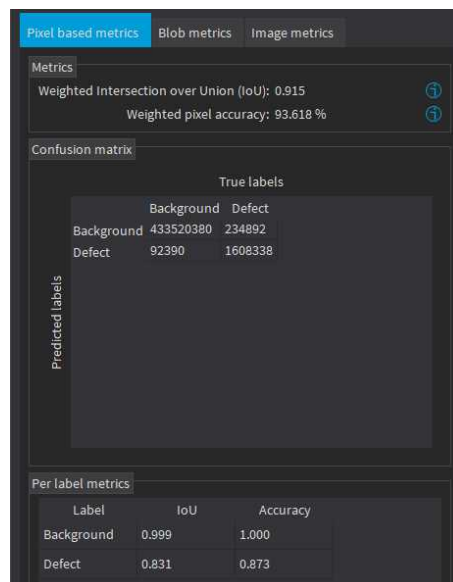 Pixel based metrics Blob metrics Image metrics
Metrics
Weighted Intersection over Union (IoU): 0.915
Weighted pixel accuracy: 93.618 %
Confusion matrix
True labels
Background Defect
Background 433520380 234892
Defect 92390 1608338
Predicted labels
Per label metrics
Label IoU Accuracy
Background 0.999 1.000
Defect 0.831 0.873